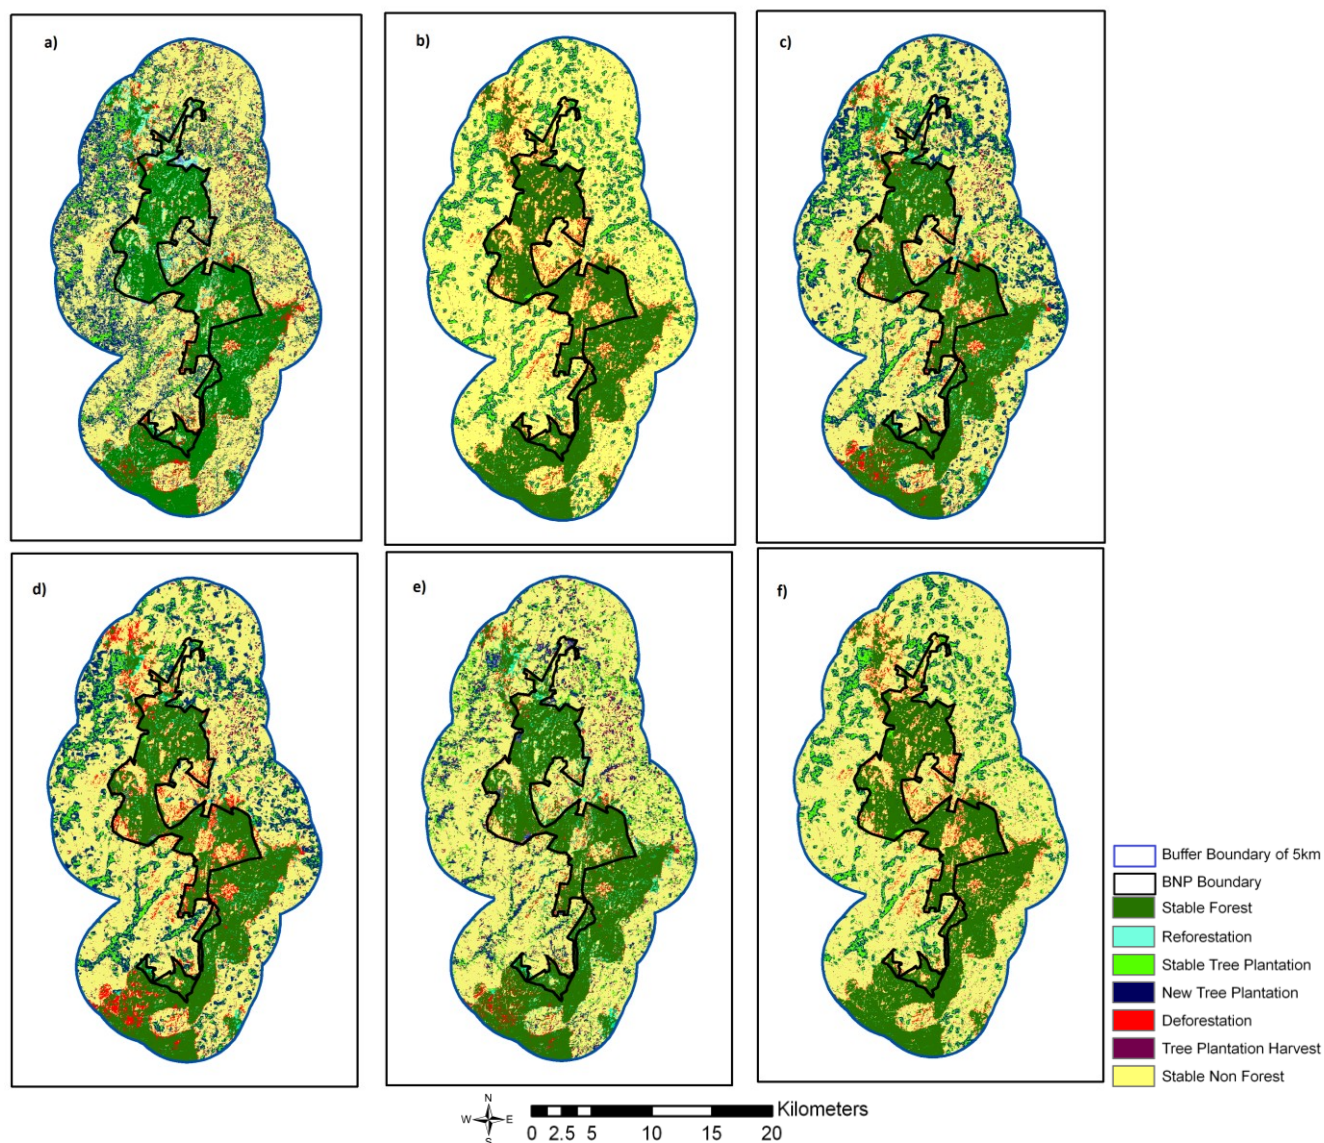 a)
b)
c)
d)
e)
f)
Buffer Boundary of 5km
BNP Boundary
Stable Forest
Reforestation
Stable Tree Plantation
New Tree Plantation
Deforestation
Tree Plantation Harvest
Stable Non Forest
N
W E
S
Kilometers
0 2.5 5 10 15 20